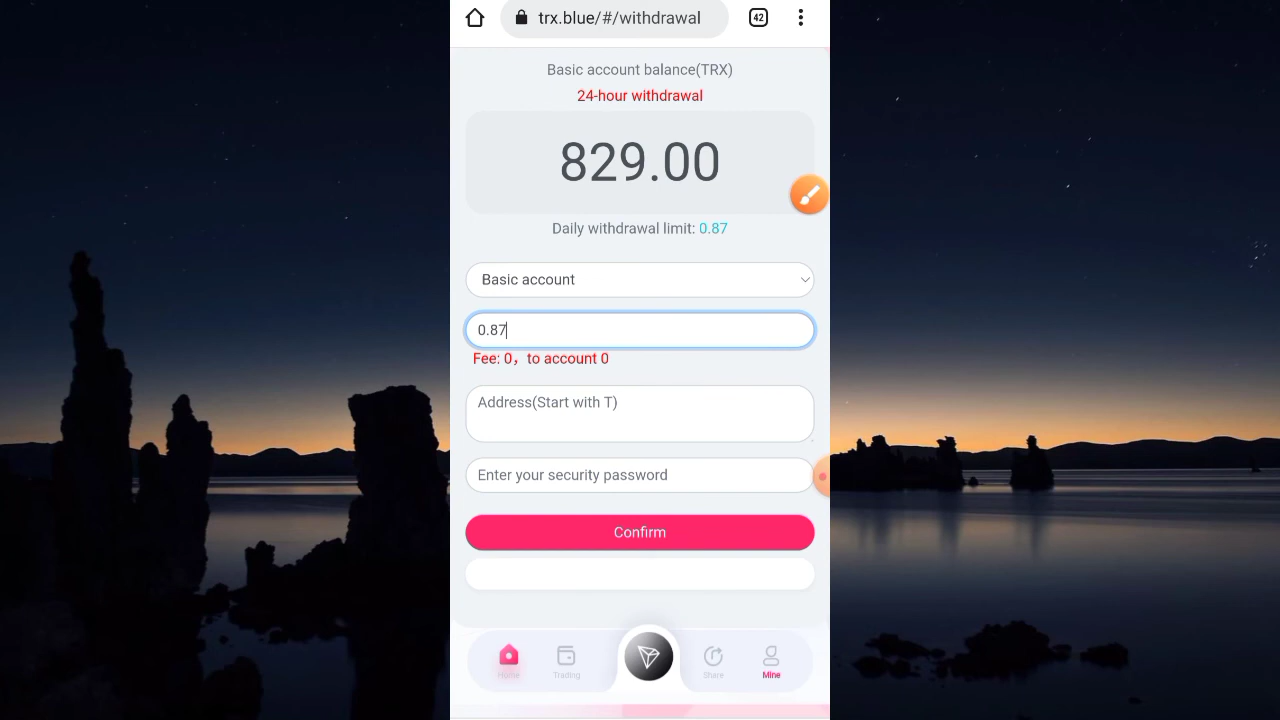 trx.blue/#/withdrawal
42
Basic account balance(TRX)
24-hour withdrawal
829.00
Daily withdrawal limit: 0.87
Basic account
0.87
Fee: 0，to account 0
Address(Start with T)
Enter your security password
Confirm
Home
Trading
Share
Mine